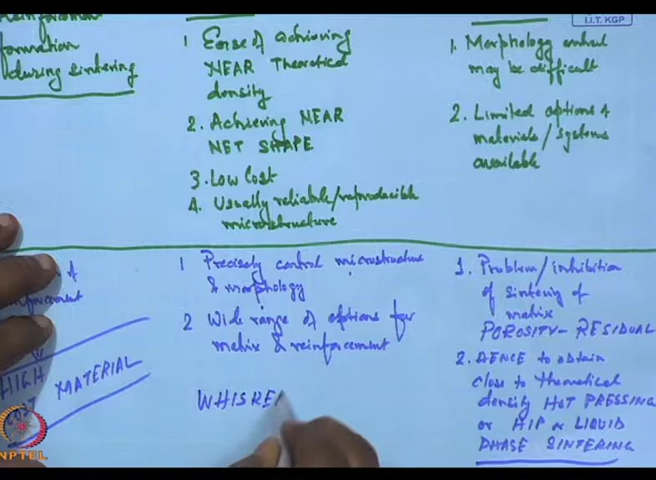 I.I.T. KGP
formation
during sintering
1 Ease of achieving
NEAR Theoretical
density
2. Achieving NEAR
NET SHAPE
3. Low Cost
4. Usually reliable/reproducible
microstructure
1. Morphology control
may be difficult
2. Limited options of
materials/systems
available
1 Precisely control microstructure
& morphology
2 Wide range of options for
matrix & reinforcement
WHISKE
1. Problem/inhibition
of sintering of
matrix
POROSITY - RESIDUAL
2. HENCE to obtain
close to theoretical
density HOT PRESSING
or HIP or LIQUID
PHASE SINTERING
of
HIGH
COST
MATERIAL
NPTEL